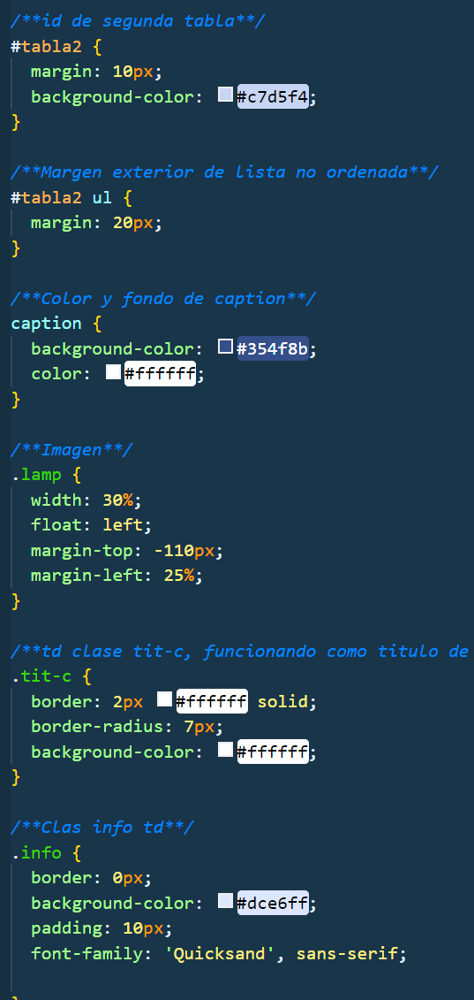 /**id de segunda tabla**/
#tabla2 {
margin: 10px;
background-color: #c7d5f4;
}
/**Margen exterior de lista no ordenada**/
#tabla2 ul {
margin: 20px;
}
/**Color y fondo de caption**/
caption {
background-color: #354f8b;
color: #ffffff;
}
/**Imagen**/
.lamp {
width: 30%;
float: left;
margin-top: -110px;
margin-left: 25%;
}
/**td clase tit-c, funcionando como titulo de
.tit-c {
border: 2px #ffffff solid;
border-radius: 7px;
background-color: #ffffff;
}
/**Clas info td**/
.info {
border: 0px;
background-color: #dce6ff;
padding: 10px;
font-family: 'Quicksand', sans-serif;
}